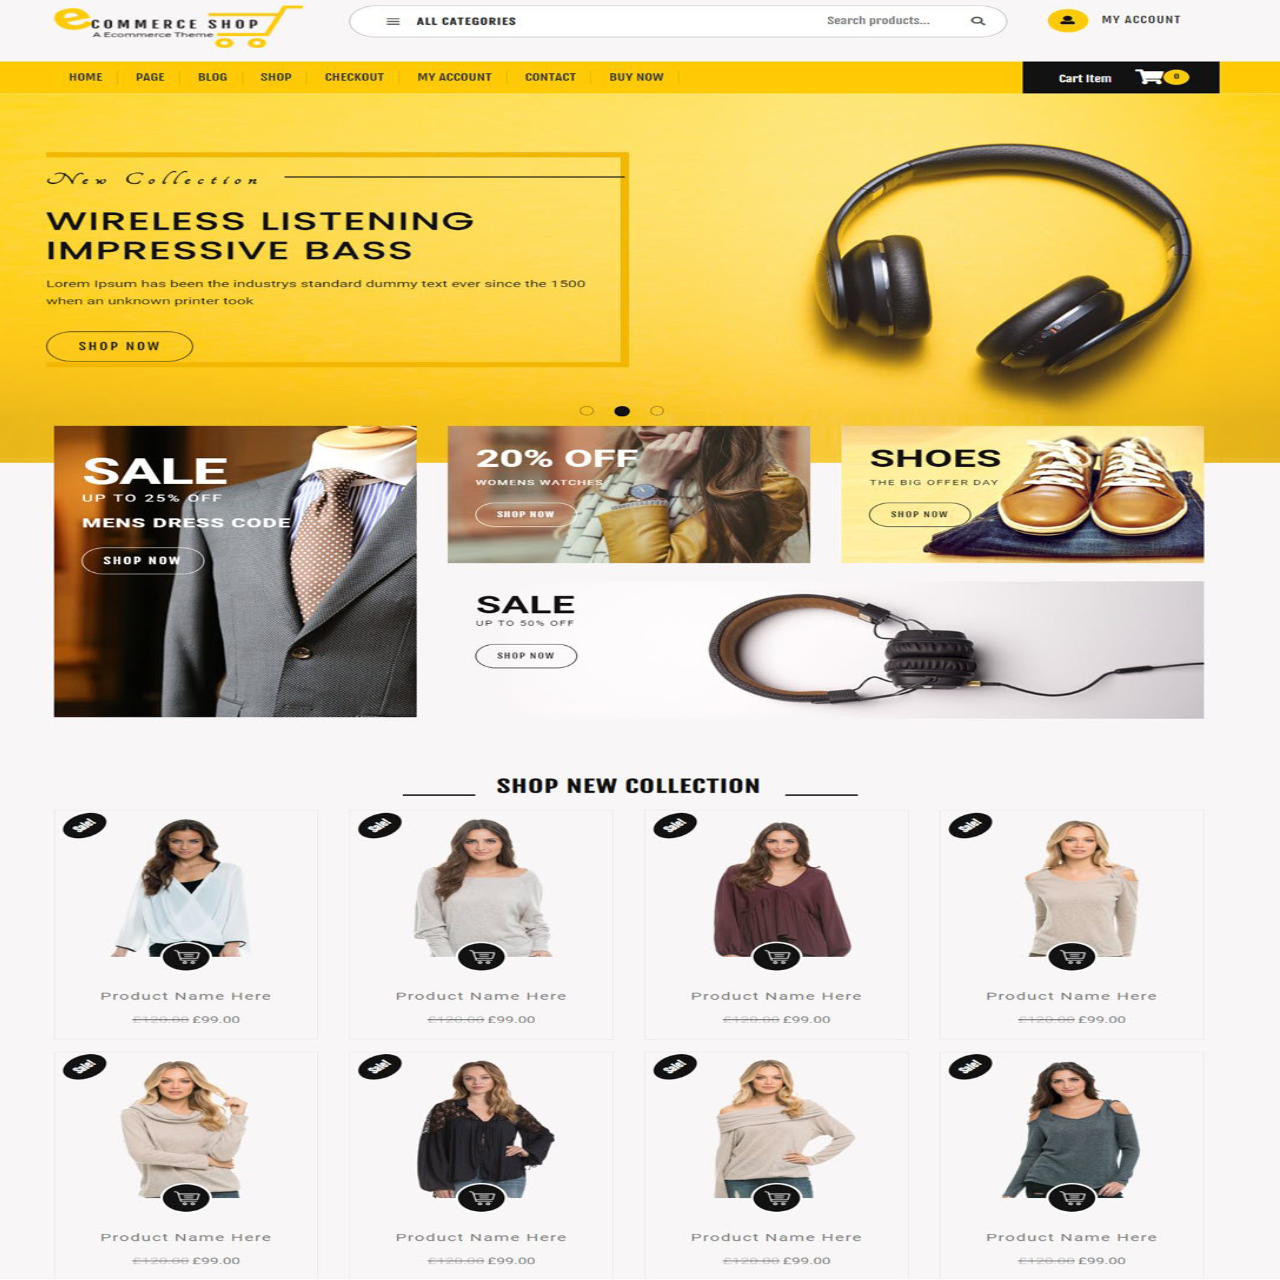 eCOMMERCE SHOP
A Ecommerce Theme
ALL CATEGORIES
Search products...
MY ACCOUNT
HOME PAGE BLOG SHOP CHECKOUT MY ACCOUNT CONTACT BUY NOW
Cart Item 0
New Collection
WIRELESS LISTENING
IMPRESSIVE BASS
Lorem Ipsum has been the industrys standard dummy text ever since the 1500
when an unknown printer took
SHOP NOW
SALE
UP TO 25% OFF
MENS DRESS CODE
SHOP NOW
20% OFF
WOMENS WATCHES
SHOP NOW
SHOES
THE BIG OFFER DAY
SHOP NOW
SALE
UP TO 50% OFF
SHOP NOW
SHOP NEW COLLECTION
Sale!
Product Name Here
£120.00 £99.00
Sale!
Product Name Here
£120.00 £99.00
Sale!
Product Name Here
£120.00 £99.00
Sale!
Product Name Here
£120.00 £99.00
Sale!
Product Name Here
£120.00 £99.00
Sale!
Product Name Here
£120.00 £99.00
Sale!
Product Name Here
£120.00 £99.00
Sale!
Product Name Here
£120.00 £99.00